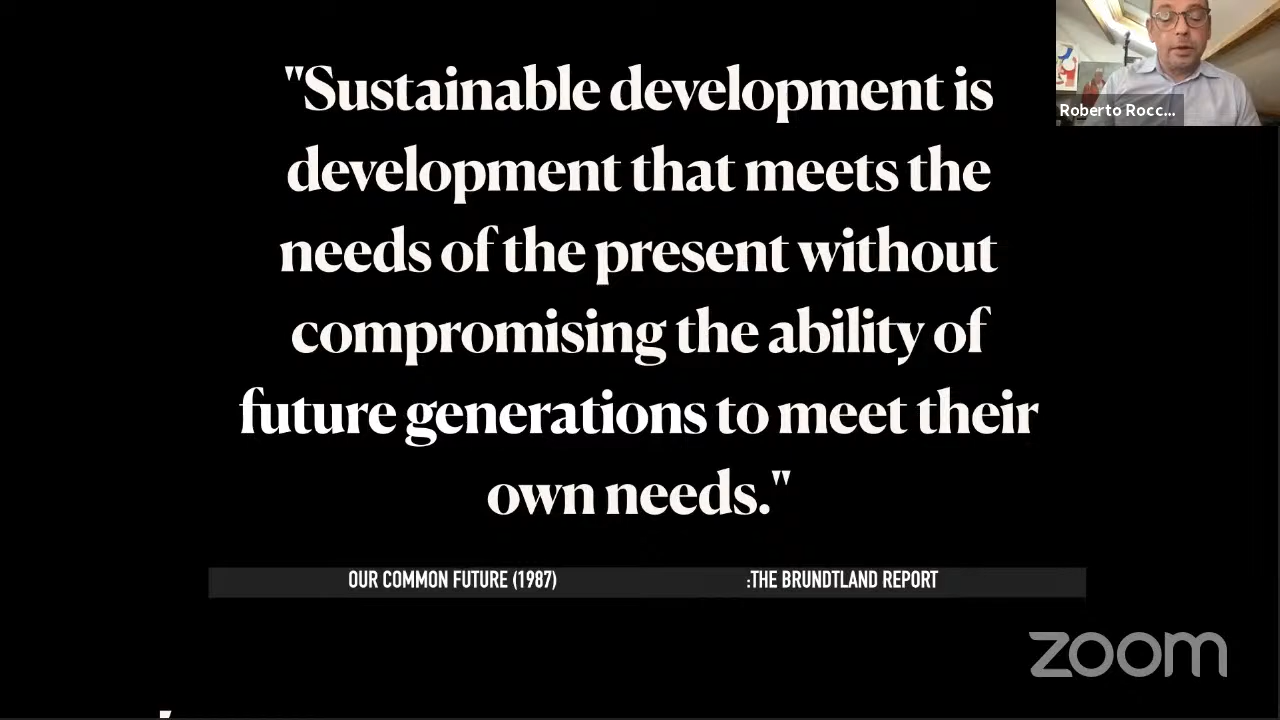 "Sustainable development is
development that meets the
needs of the present without
compromising the ability of
future generations to meet their
own needs."
OUR COMMON FUTURE (1987) :THE BRUNDTLAND REPORT
Roberto Rocc...
zoom